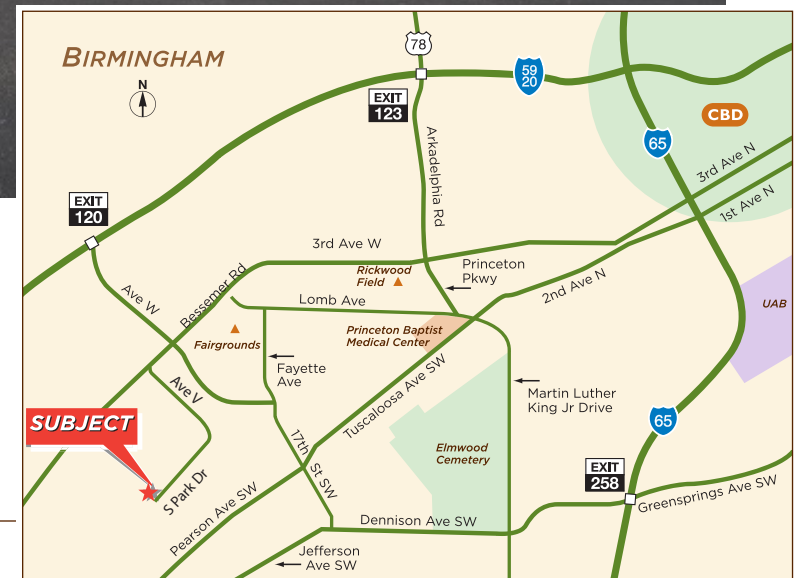 BIRMINGHAM
N
78
59
20
EXIT
123
CBD
65
Arkadelphia Rd
3rd Ave N
1st Ave N
EXIT
120
3rd Ave W
Princeton
Pkwy
Rickwood
Field
2nd Ave N
Ave W
Bessemer Rd
Lomb Ave
UAB
Princeton Baptist
Medical Center
Fairgrounds
Fayette
Ave
Tuscaloosa Ave SW
Ave V
Martin Luther
King Jr Drive
SUBJECT
65
17th St SW
Elmwood
Cemetery
EXIT
258
S Park Dr
Pearson Ave SW
Greensprings Ave SW
Dennison Ave SW
Jefferson
Ave SW